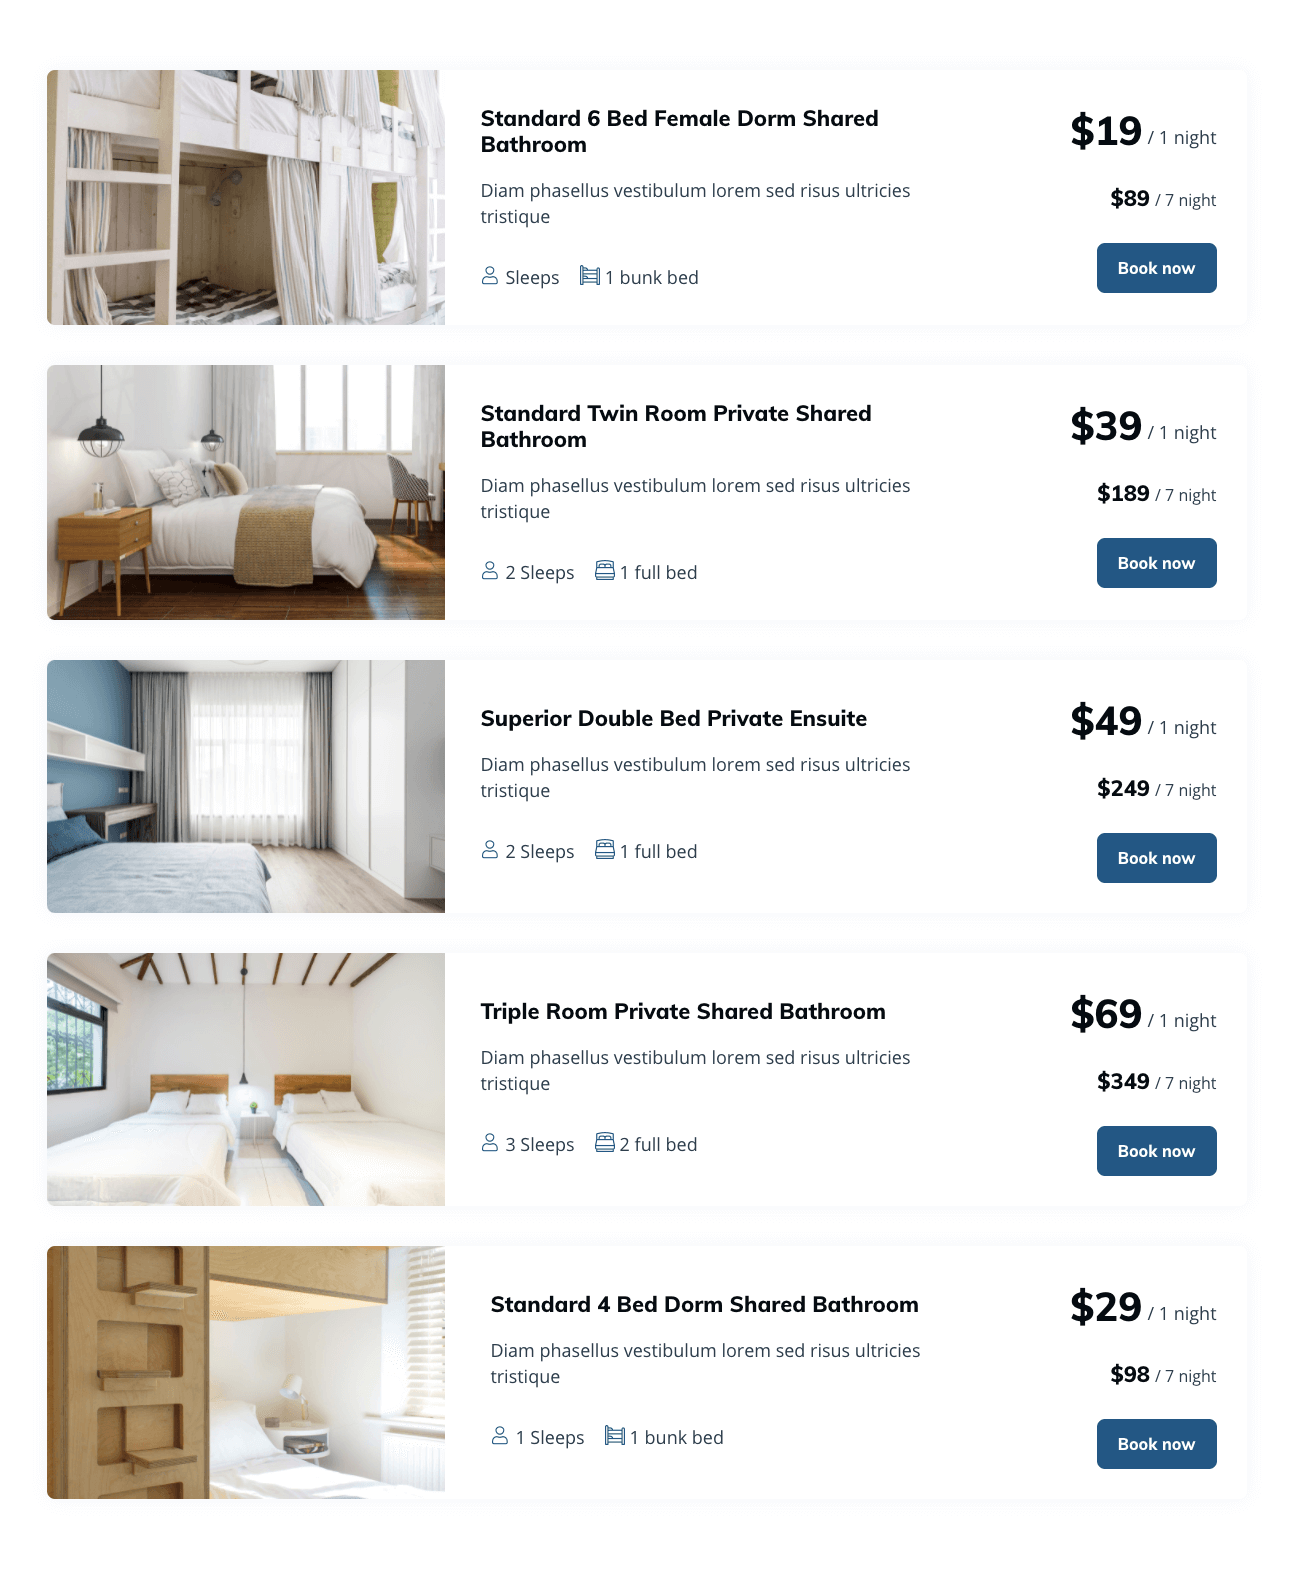 Standard 6 Bed Female Dorm Shared
Bathroom
Diam phasellus vestibulum lorem sed risus ultricies
tristique
Sleeps 1 bunk bed
$19 / 1 night
$89 / 7 night
Book now
Standard Twin Room Private Shared
Bathroom
Diam phasellus vestibulum lorem sed risus ultricies
tristique
2 Sleeps 1 full bed
$39 / 1 night
$189 / 7 night
Book now
Superior Double Bed Private Ensuite
Diam phasellus vestibulum lorem sed risus ultricies
tristique
2 Sleeps 1 full bed
$49 / 1 night
$249 / 7 night
Book now
Triple Room Private Shared Bathroom
Diam phasellus vestibulum lorem sed risus ultricies
tristique
3 Sleeps 2 full bed
$69 / 1 night
$349 / 7 night
Book now
Standard 4 Bed Dorm Shared Bathroom
Diam phasellus vestibulum lorem sed risus ultricies
tristique
1 Sleeps 1 bunk bed
$29 / 1 night
$98 / 7 night
Book now